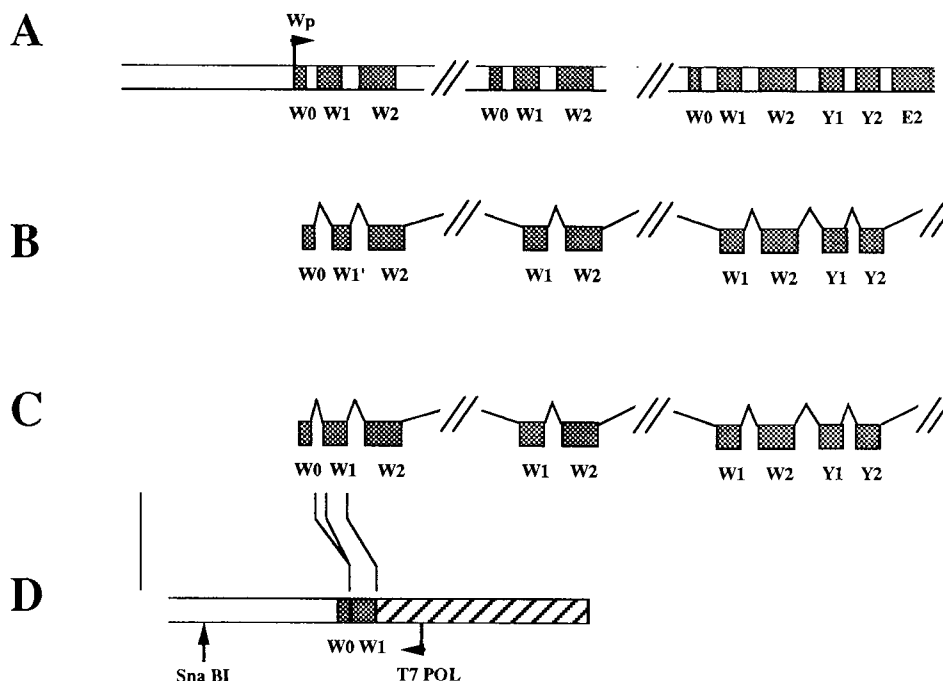 A
Wp
W0 W1 W2 W0 W1 W2 W0 W1 W2 Y1 Y2 E2
B
W0 W1' W2 W1 W2 W1 W2 Y1 Y2
C
W0 W1 W2 W1 W2 W1 W2 Y1 Y2
D
W0 W1
Sna BI T7 POL